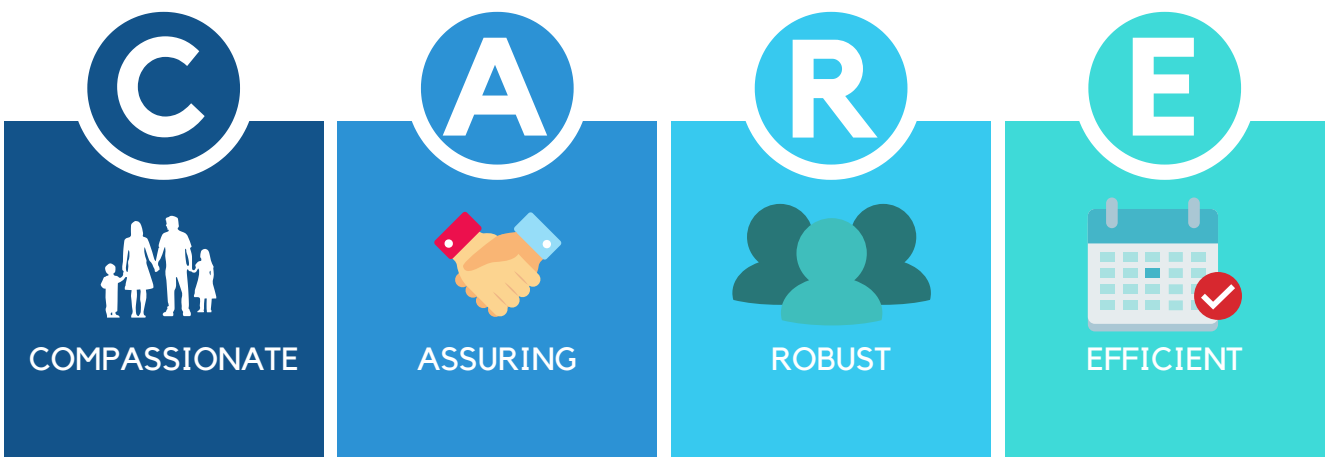 C A R E
COMPASSIONATE ASSURING ROBUST EFFICIENT